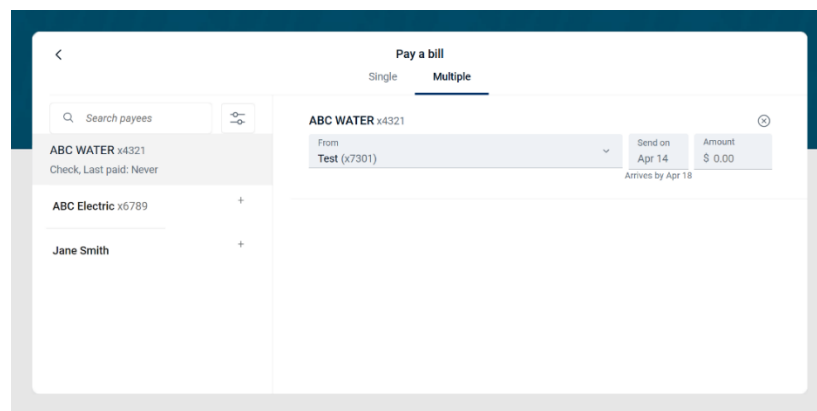 Pay a bill
Single Multiple
Search payees
ABC WATER x4321
Check, Last paid: Never
ABC Electric x6789
+
Jane Smith
+
ABC WATER x4321
From
Test (x7301)
Send on
Apr 14
Arrives by Apr 18
Amount
$ 0.00